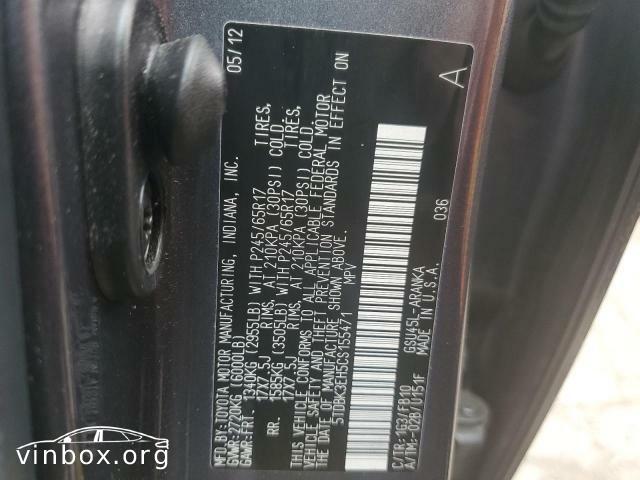 MFD.BY:TOYOTA MOTOR MANUFACTURING, INDIANA, INC. 05/12
GVWR:2720KG (6000LB)
GAWR:FRT. 1340KG (2955LB) WITH P245/65R17 TIRES,
17X7.5J RIMS, AT 210KPA (30PSI) COLD.
RR. 1585KG (3505LB) WITH P245/65R17 TIRES,
17X7.5J RIMS, AT 210KPA (30PSI) COLD.
THIS VEHICLE CONFORMS TO ALL APPLICABLE FEDERAL MOTOR
VEHICLE SAFETY AND THEFT PREVENTION STANDARDS IN EFFECT ON
THE DATE OF MANUFACTURE SHOWN ABOVE.
5TDBK3EH5CS155471 MPV
C/TR:1G3/FB10 GSU45L-ARANKA 036 A
A/TM:-02B/U151F MADE IN U.S.A.
vinbox.org